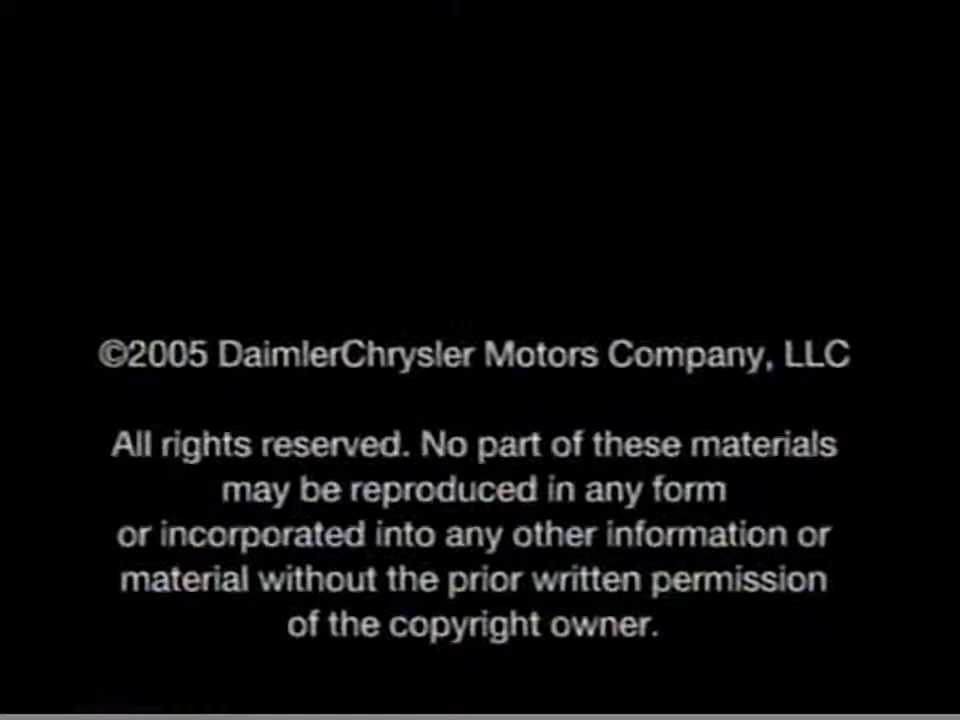 ©2005 DaimlerChrysler Motors Company, LLC
All rights reserved. No part of these materials
may be reproduced in any form
or incorporated into any other information or
material without the prior written permission
of the copyright owner.